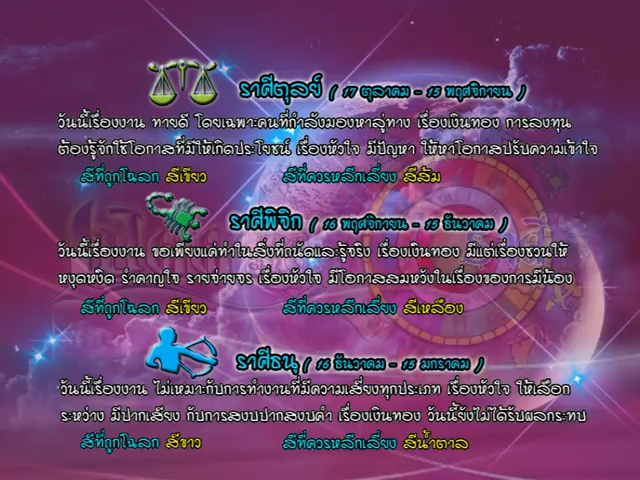 ราศีตุลย์ ( 17 ตุลาคม - 15 พฤศจิกายน )
วันนี้เรื่องงาน ทายดี โดยเฉพาะคนที่กำลังมองหาลู่ทาง เรื่องเงินทอง การลงทุน
ต้องรู้จักใช้โอกาสที่มีให้เกิดประโยชน์ เรื่องหัวใจ มีปัญหา ให้หาโอกาสปรับความเข้าใจ
สีที่ถูกโฉลก สีเขียว สีที่ควรหลีกเลี่ยง สีส้ม
ราศีพิจิก ( 16 พฤศจิกายน - 15 ธันวาคม )
วันนี้เรื่องงาน ขอเพียงแค่ทำในสิ่งที่ถนัดและรู้จริง เรื่องเงินทอง มีแต่เรื่องชวนให้
หงุดหงิด รำคาญใจ รายจ่ายจร เรื่องหัวใจ มีโอกาสสมหวังในเรื่องของการมีน้อง
สีที่ถูกโฉลก สีเขียว สีที่ควรหลีกเลี่ยง สีเหลือง
ราศีธนู ( 16 ธันวาคม - 15 มกราคม )
วันนี้เรื่องงาน ไม่เหมาะกับการทำงานที่มีความเสี่ยงทุกประเภท เรื่องหัวใจ ให้เลือก
ระหว่าง มีปากเสียง กับการสงบปากสงบคำ เรื่องเงินทอง วันนี้ยังไม่ได้รับผลกระทบ
สีที่ถูกโฉลก สีขาว สีที่ควรหลีกเลี่ยง สีน้ำตาล